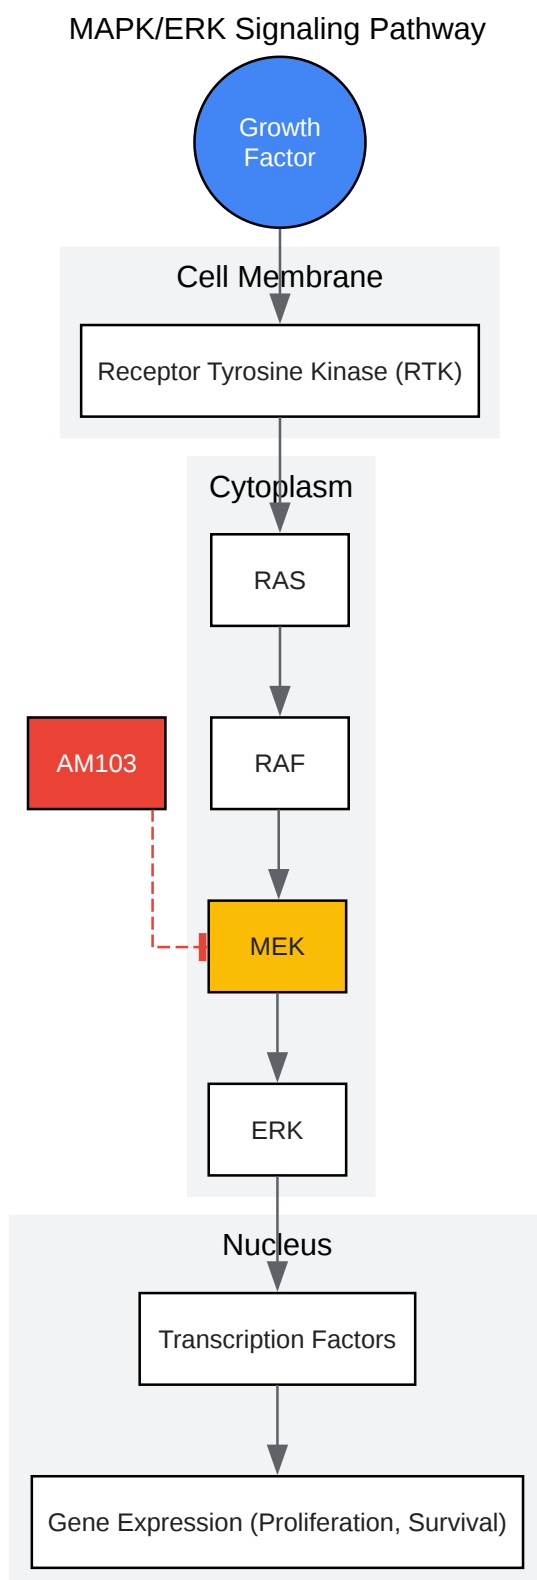 MAPK/ERK Signaling Pathway
Growth
Factor
Cell Membrane
Receptor Tyrosine Kinase (RTK)
Cytoplasm
RAS
AM103
RAF
MEK
ERK
Nucleus
Transcription Factors
Gene Expression (Proliferation, Survival)